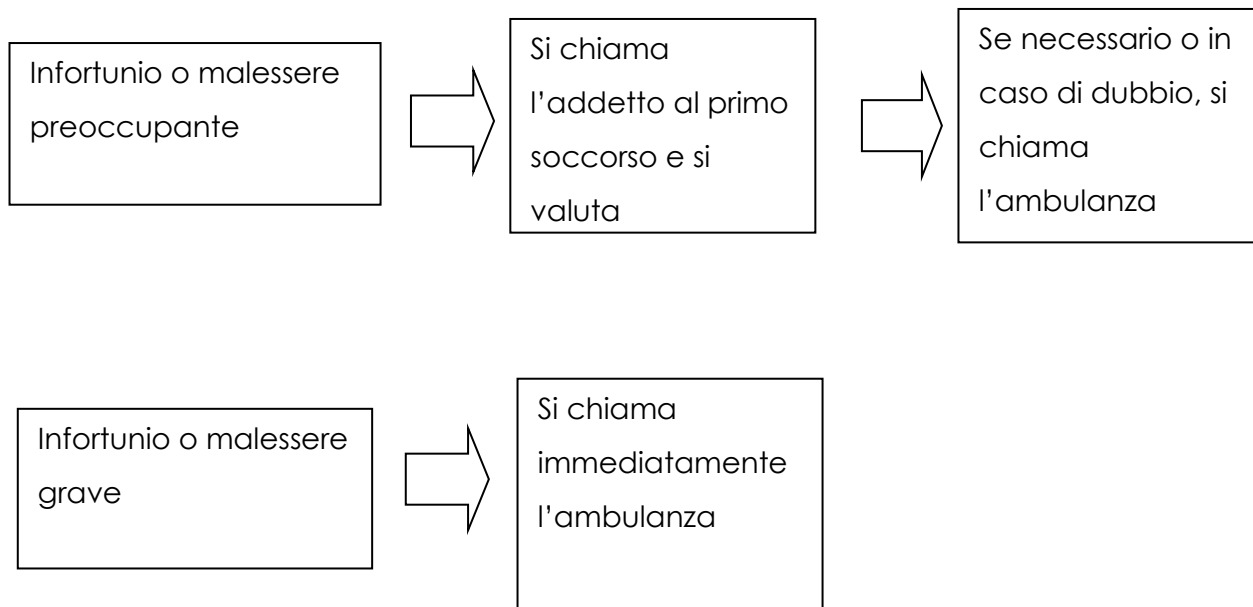 Infortunio o malessere
preoccupante
Si chiama
l’addetto al primo
soccorso e si
valuta
Se necessario o in
caso di dubbio, si
chiama
l’ambulanza
Infortunio o malessere
grave
Si chiama
immediatamente
l’ambulanza